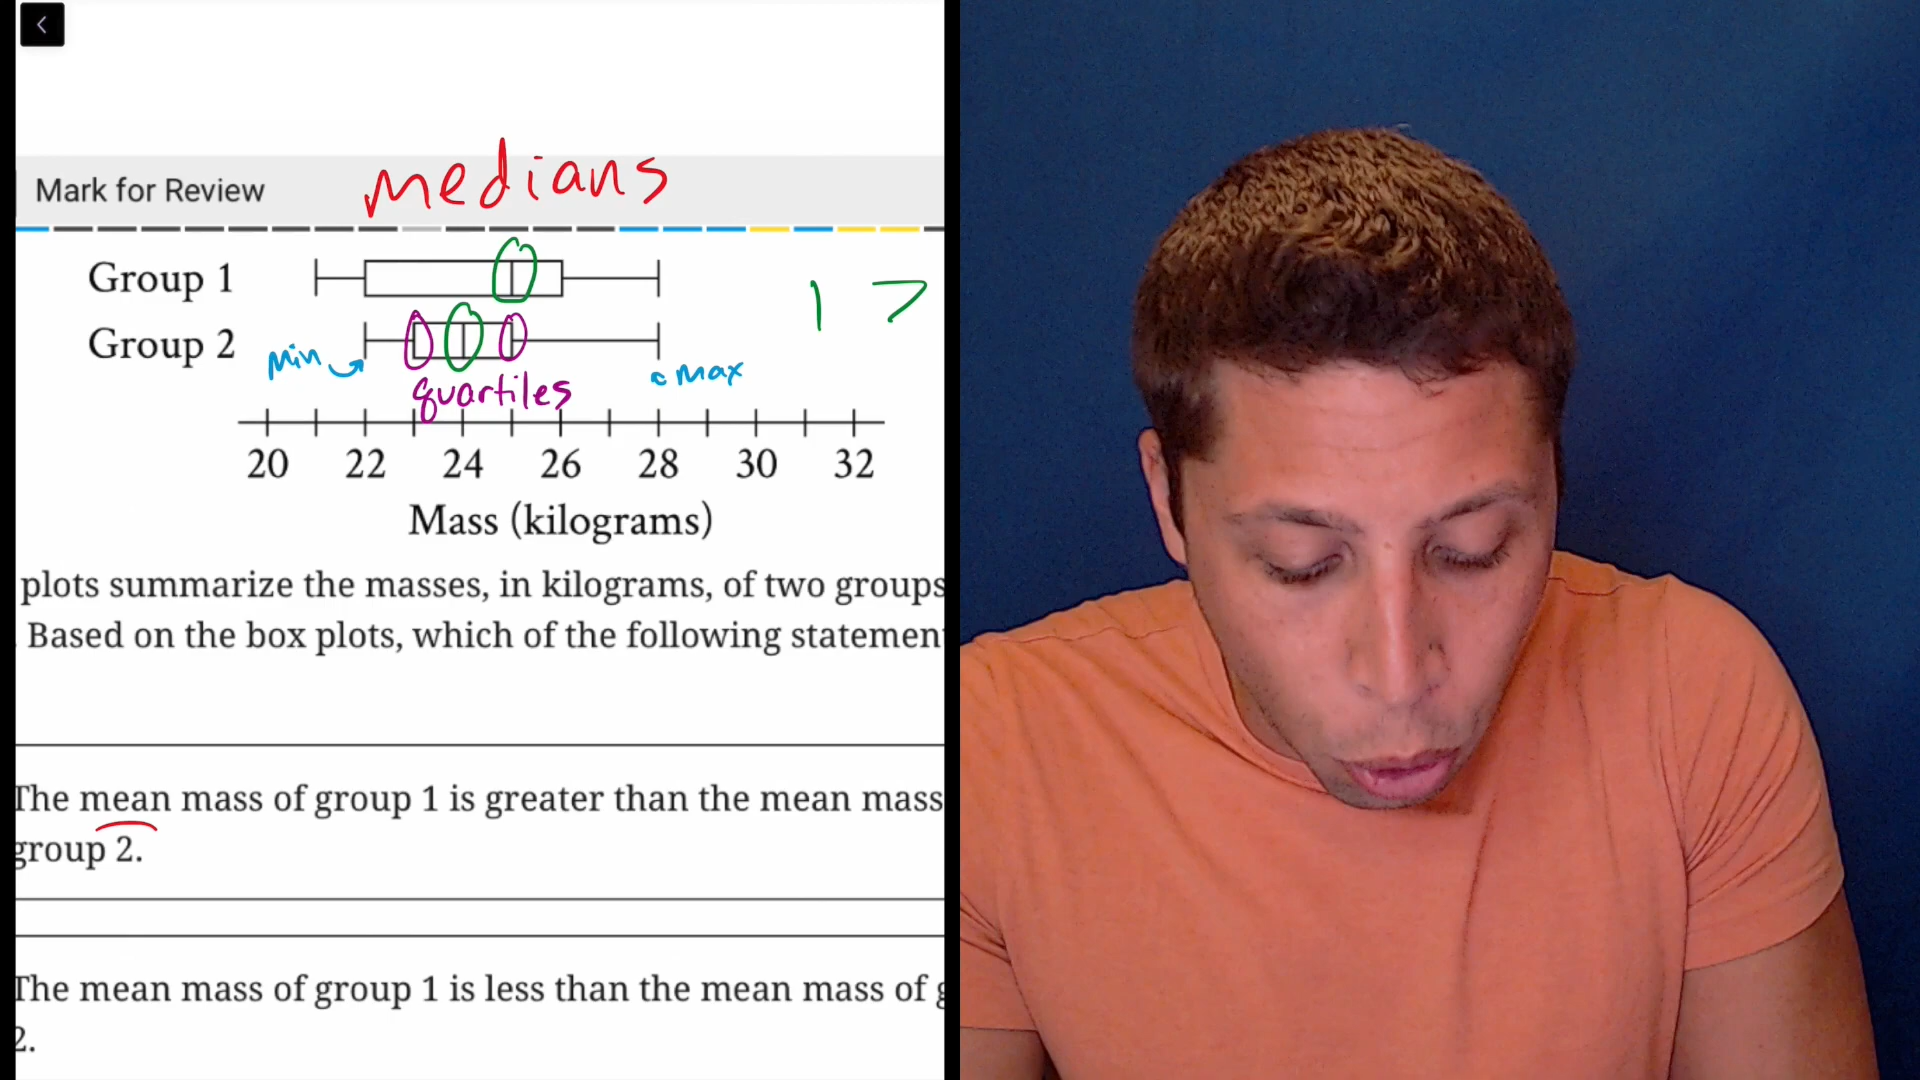 medians
Mark for Review
Group 1
1 >
Group 2
min
max
quartiles
20 22 24 26 28 30 32
Mass (kilograms)
plots summarize the masses, in kilograms, of two groups
Based on the box plots, which of the following statemen
The mean mass of group 1 is greater than the mean mass
group 2.
The mean mass of group 1 is less than the mean mass of g
2.